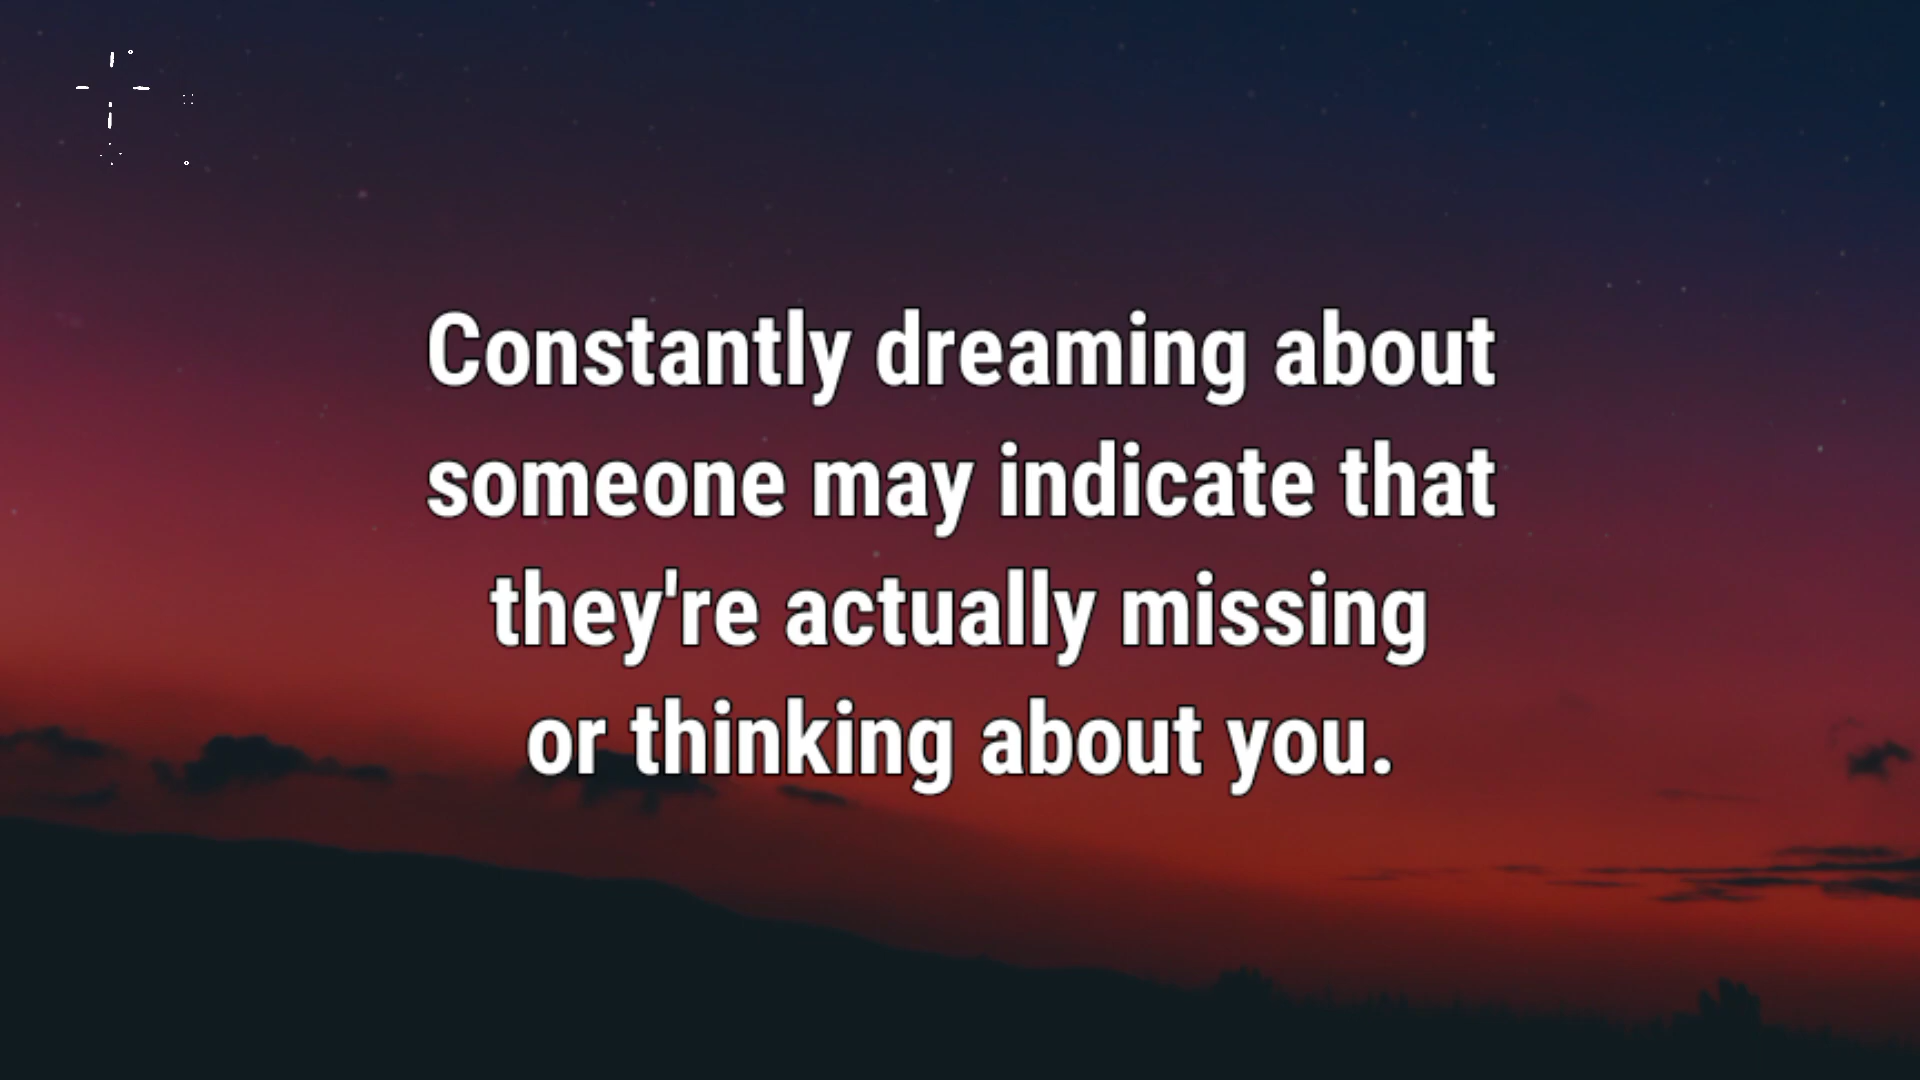 Constantly dreaming about
someone may indicate that
they're actually missing
or thinking about you.